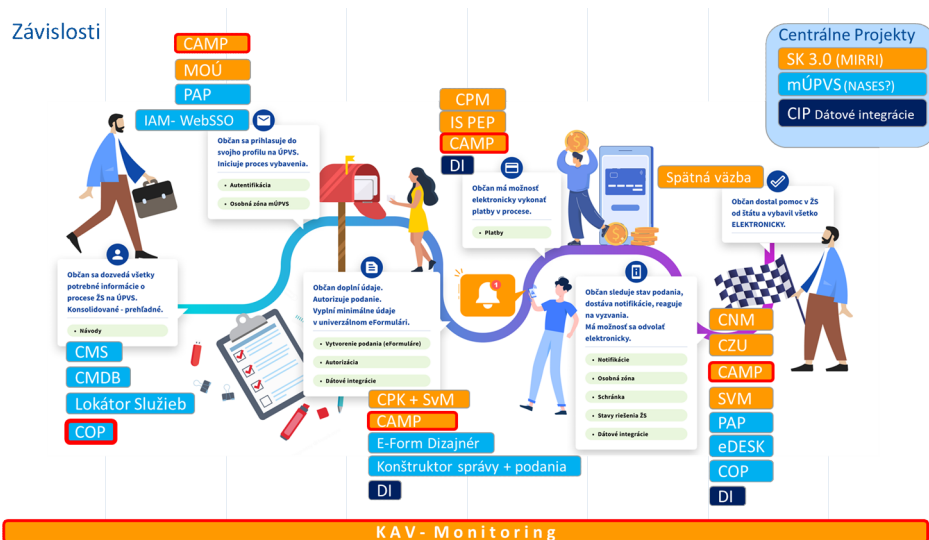 Závislosti
Centrálne Projekty
SK 3.0 (MIRRI)
mÚPVS (NASES?)
CIP Dátové integrácie
CAMP
MOÚ
PAP
IAM- WebSSO
Občan sa prihlasuje do
svojho profilu na ÚPVS.
Iniciuje proces vybavenia.
• Autentifikácia
• Osobná zóna mÚPVS
CPM
IS PEP
CAMP
DI
Občan má možnosť
elektronicky vykonať
platby v procese.
• Platby
Spätná väzba
Občan dostal pomoc v ŽS
od štátu a vybavil všetko
ELEKTRONICKY.
Občan sa dozvedá všetky
potrebné informácie o
procese ŽS na ÚPVS.
Konsolidované - prehľadné.
• Návody
CMS
CMDB
Lokátor Služieb
COP
Občan doplní údaje.
Autorizuje podanie.
Vyplní minimálne údaje
v univerzálnom eFormulári.
• Vytvorenie podania (eFormuláre)
• Autorizácia
• Dátové integrácie
CPK + SvM
CAMP
E-Form Dizajnér
Konštruktor správy + podania
DI
1
Občan sleduje stav podania,
dostáva notifikácie, reaguje
na vyzvania.
Má možnosť sa odvolať
elektronicky.
• Notifikácie
• Osobná zóna
• Schránka
• Stavy riešenia ŽS
• Dátové integrácie
CNM
CZU
CAMP
SVM
PAP
eDESK
COP
DI
KAV- Monitoring